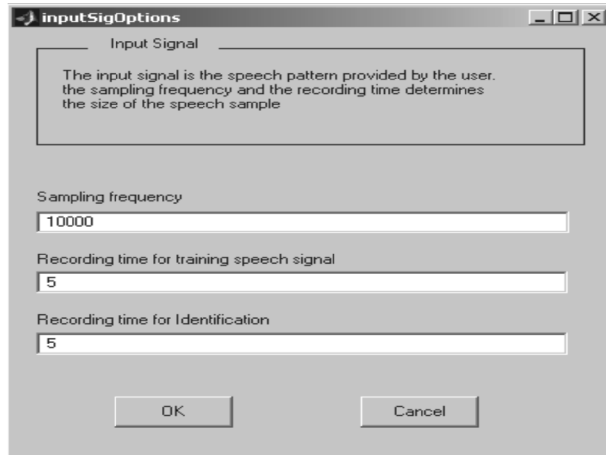 inputSigOptions
Input Signal
The input signal is the speech pattern provided by the user.
the sampling frequency and the recording time determines
the size of the speech sample
Sampling frequency
10000
Recording time for training speech signal
5
Recording time for Identification
5
OK Cancel